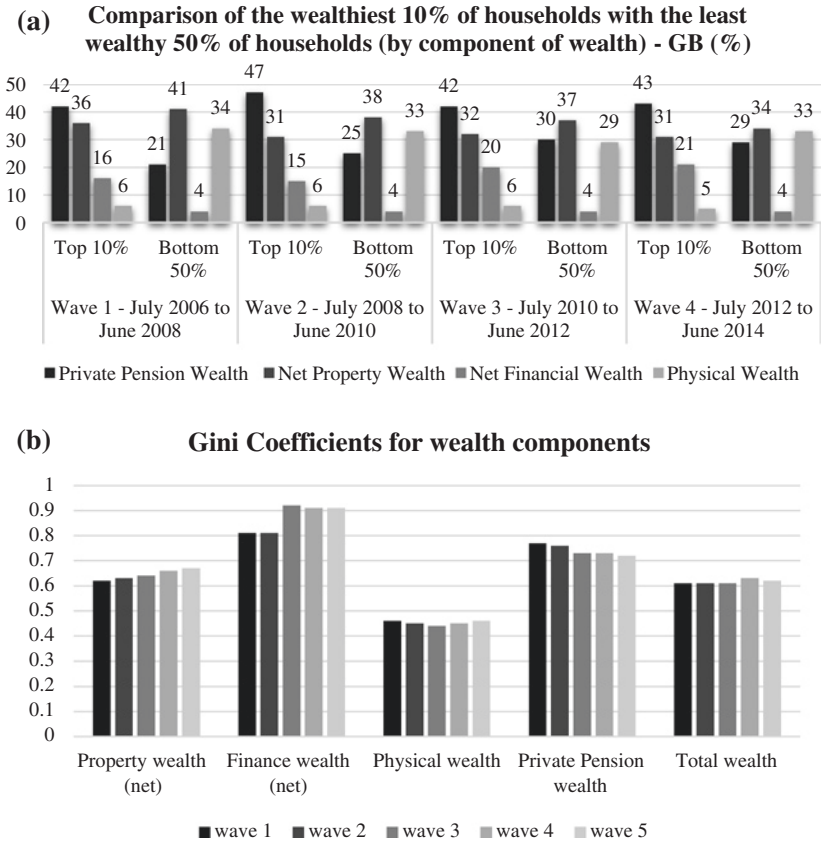 (a) Comparison of the wealthiest 10% of households with the least
wealthy 50% of households (by component of wealth) - GB (%)
50
40
30
20
10
0
42 36 16 6 21 41 4 34
47 31 15 6 25 38 4 33
42 32 20 6 30 37 4 29
43 31 21 5 29 34 4 33
Top 10% Bottom 50% Top 10% Bottom 50% Top 10% Bottom 50% Top 10% Bottom 50%
Wave 1 - July 2006 to June 2008
Wave 2 - July 2008 to June 2010
Wave 3 - July 2010 to June 2012
Wave 4 - July 2012 to June 2014
Private Pension Wealth Net Property Wealth Net Financial Wealth Physical Wealth
(b) Gini Coefficients for wealth components
1
0.9
0.8
0.7
0.6
0.5
0.4
0.3
0.2
0.1
0
Property wealth (net)
Finance wealth (net)
Physical wealth
Private Pension wealth
Total wealth
wave 1 wave 2 wave 3 wave 4 wave 5